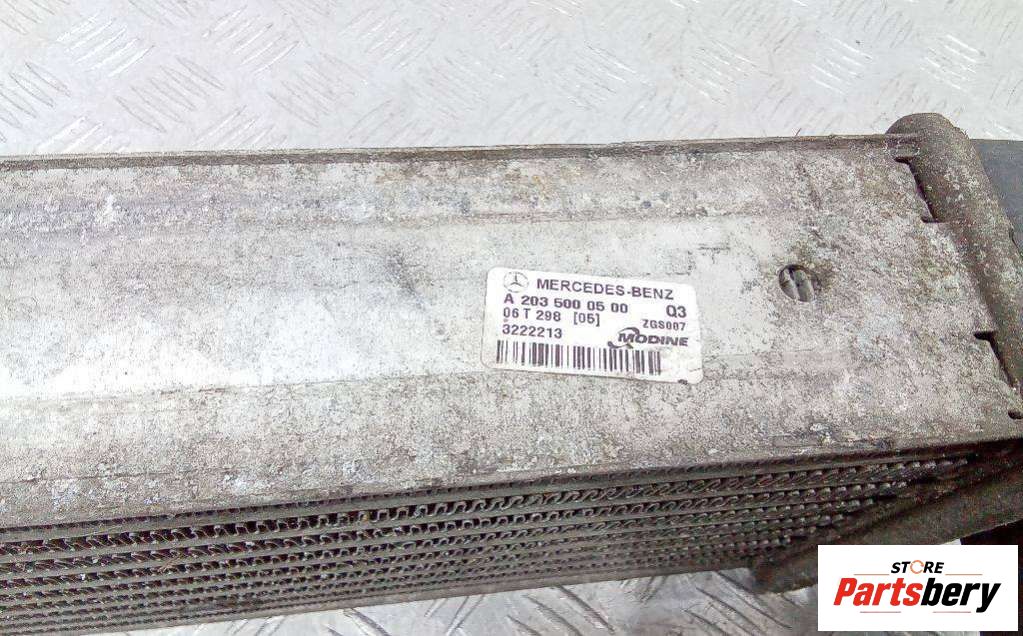 MERCEDES-BENZ
A 203 500 05 00 Q3
06 T 298 [05] ZGS007
3222213 MODINE
STORE
Partsbery